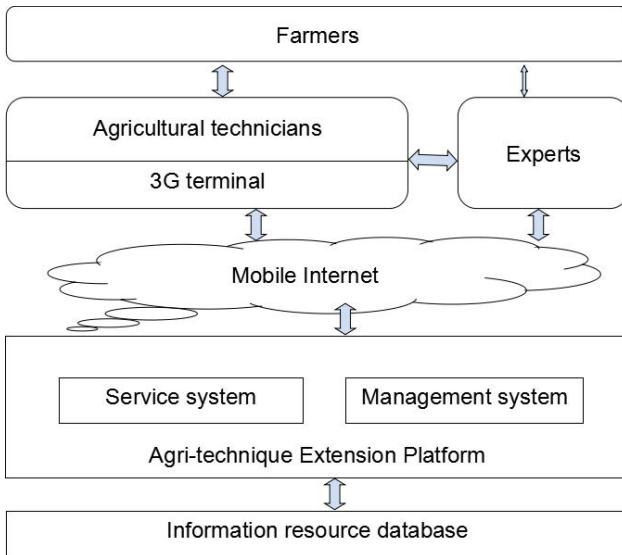 Farmers
Agricultural technicians
3G terminal
Experts
Mobile Internet
Service system
Management system
Agri-technique Extension Platform
Information resource database